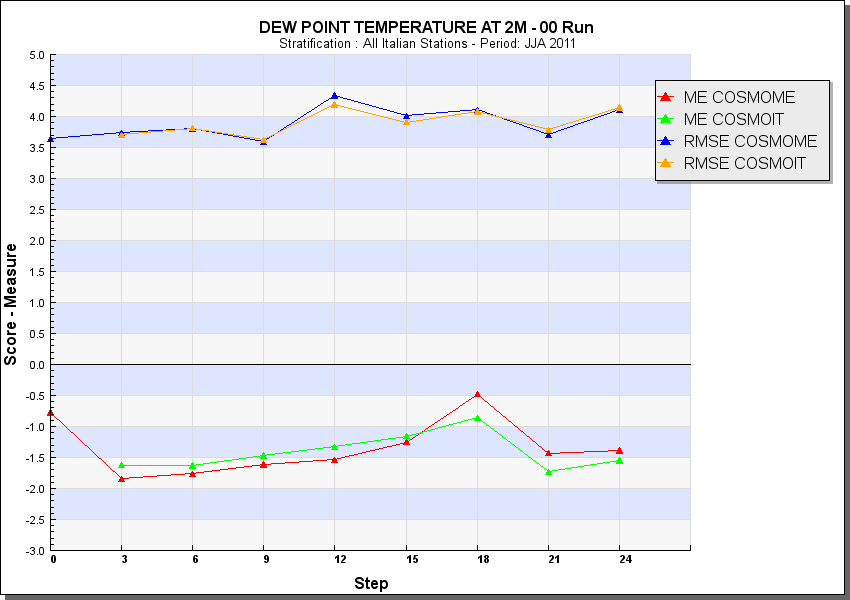 DEW POINT TEMPERATURE AT 2M - 00 Run
Stratification : All Italian Stations - Period: JJA 2011
5.0
4.5
4.0
3.5
3.0
2.5
2.0
1.5
1.0
0.5
0.0
-0.5
-1.0
-1.5
-2.0
-2.5
-3.0
Score - Measure
ME COSMOME
ME COSMOIT
RMSE COSMOME
RMSE COSMOIT
0 3 6 9 12 15 18 21 24
Step